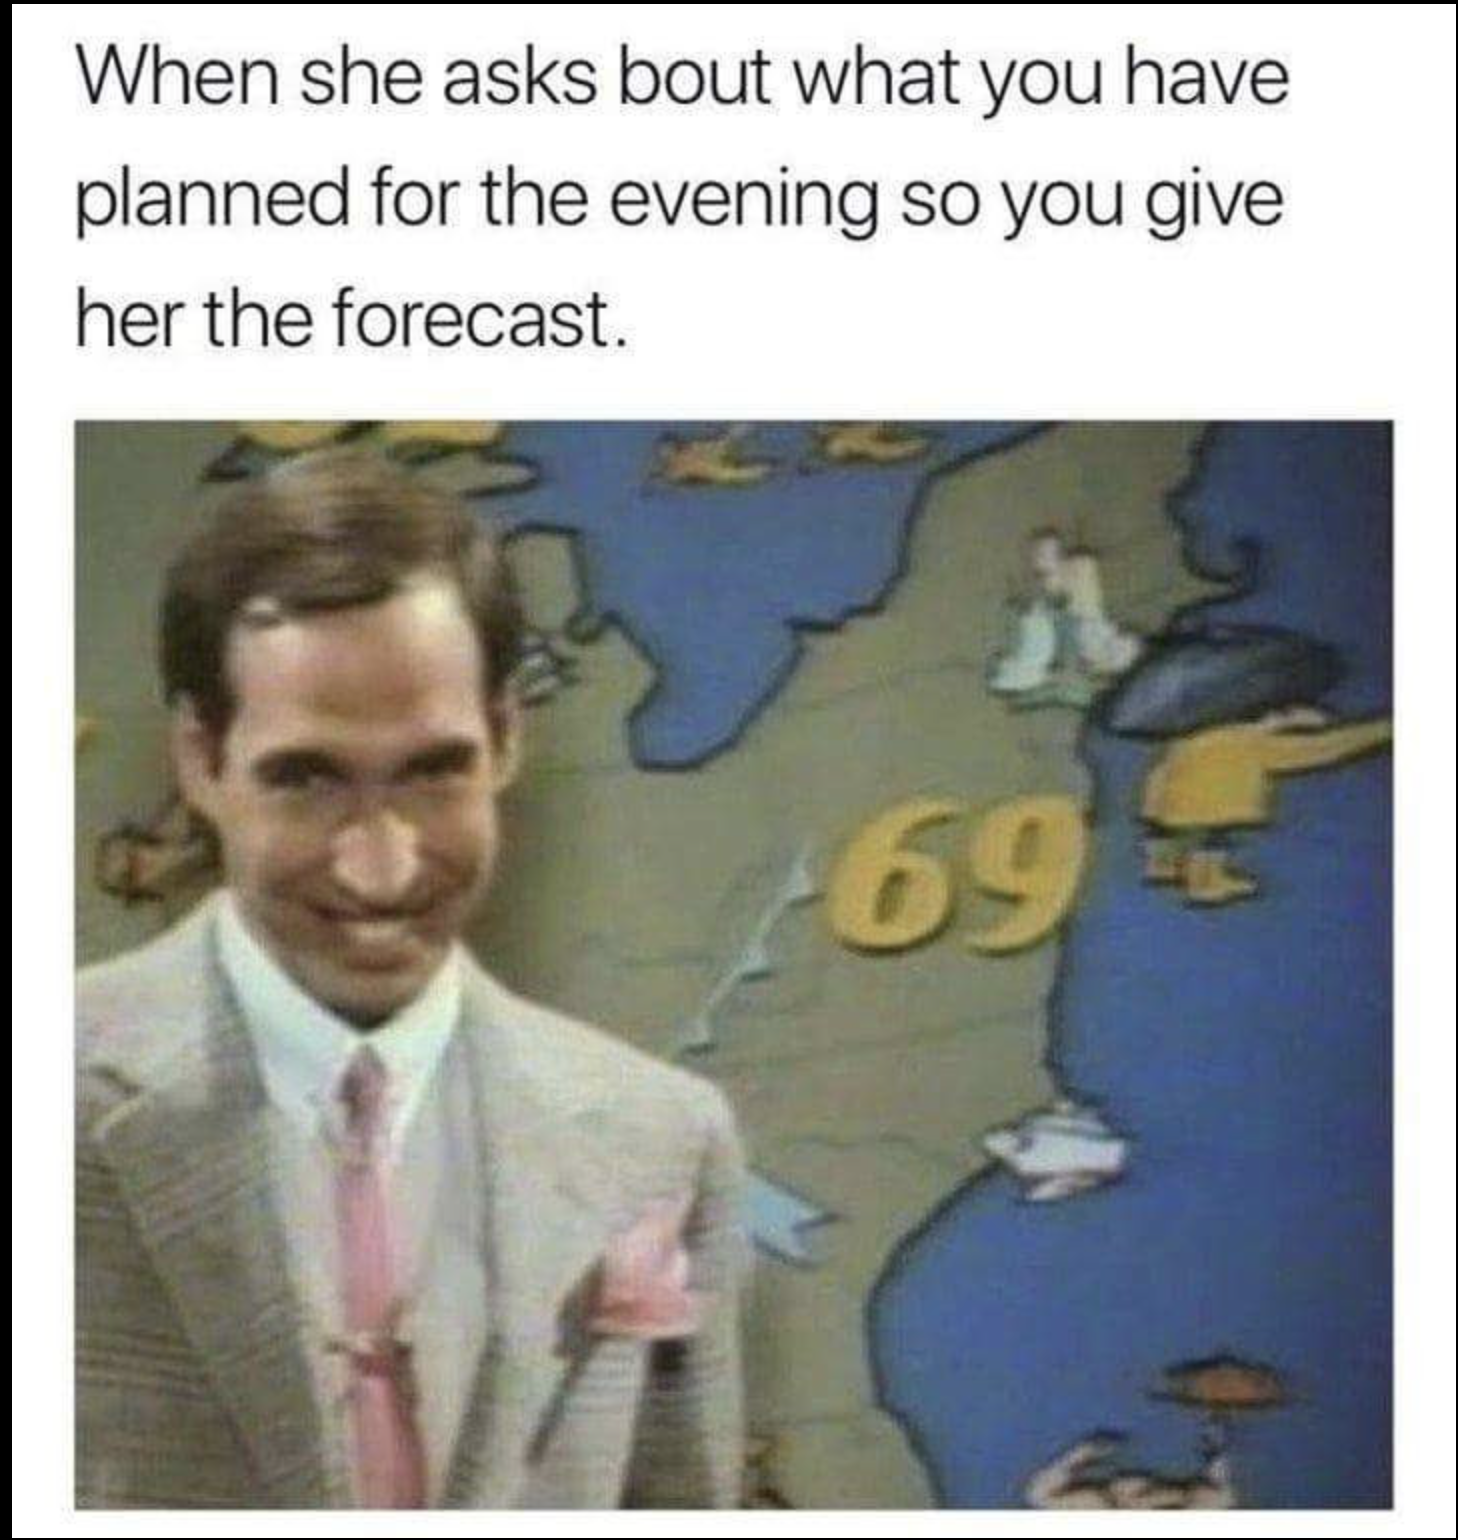 When she asks bout what you have
planned for the evening so you give
her the forecast.
69